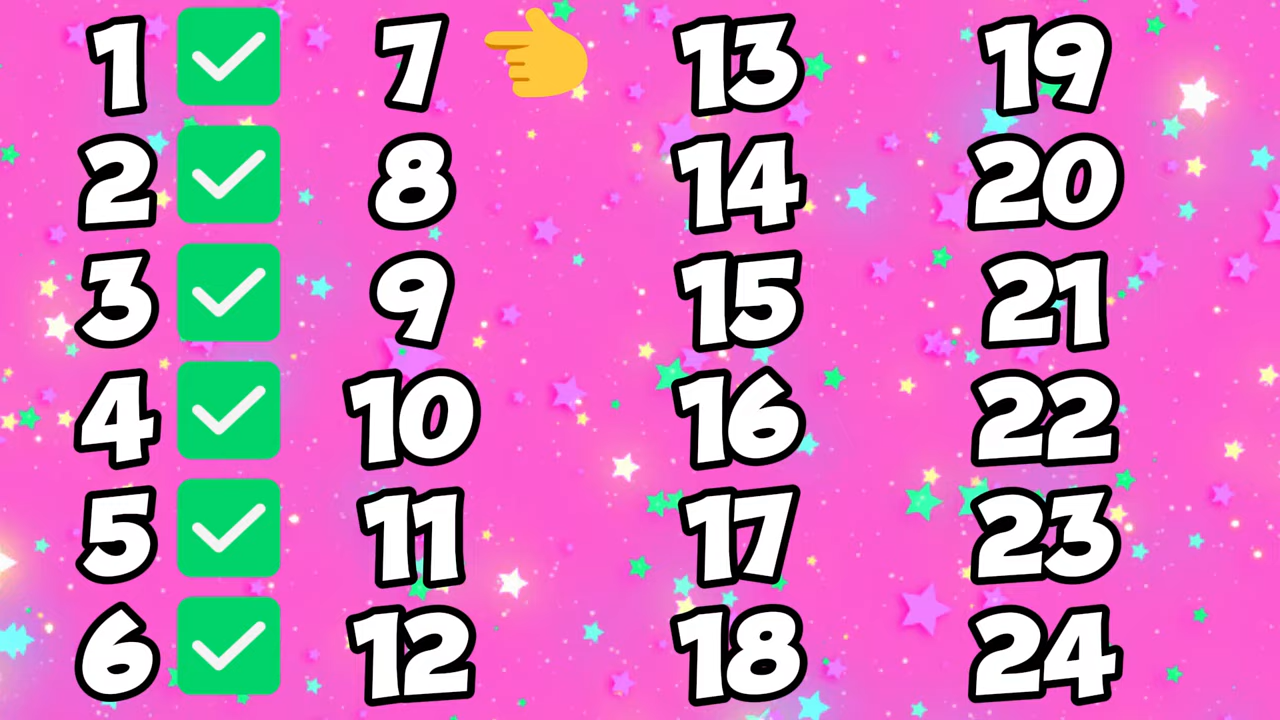 1 ✅ 7 👈 13 19
2 ✅ 8 14 20
3 ✅ 9 15 21
4 ✅ 10 16 22
5 ✅ 11 17 23
6 ✅ 12 18 24